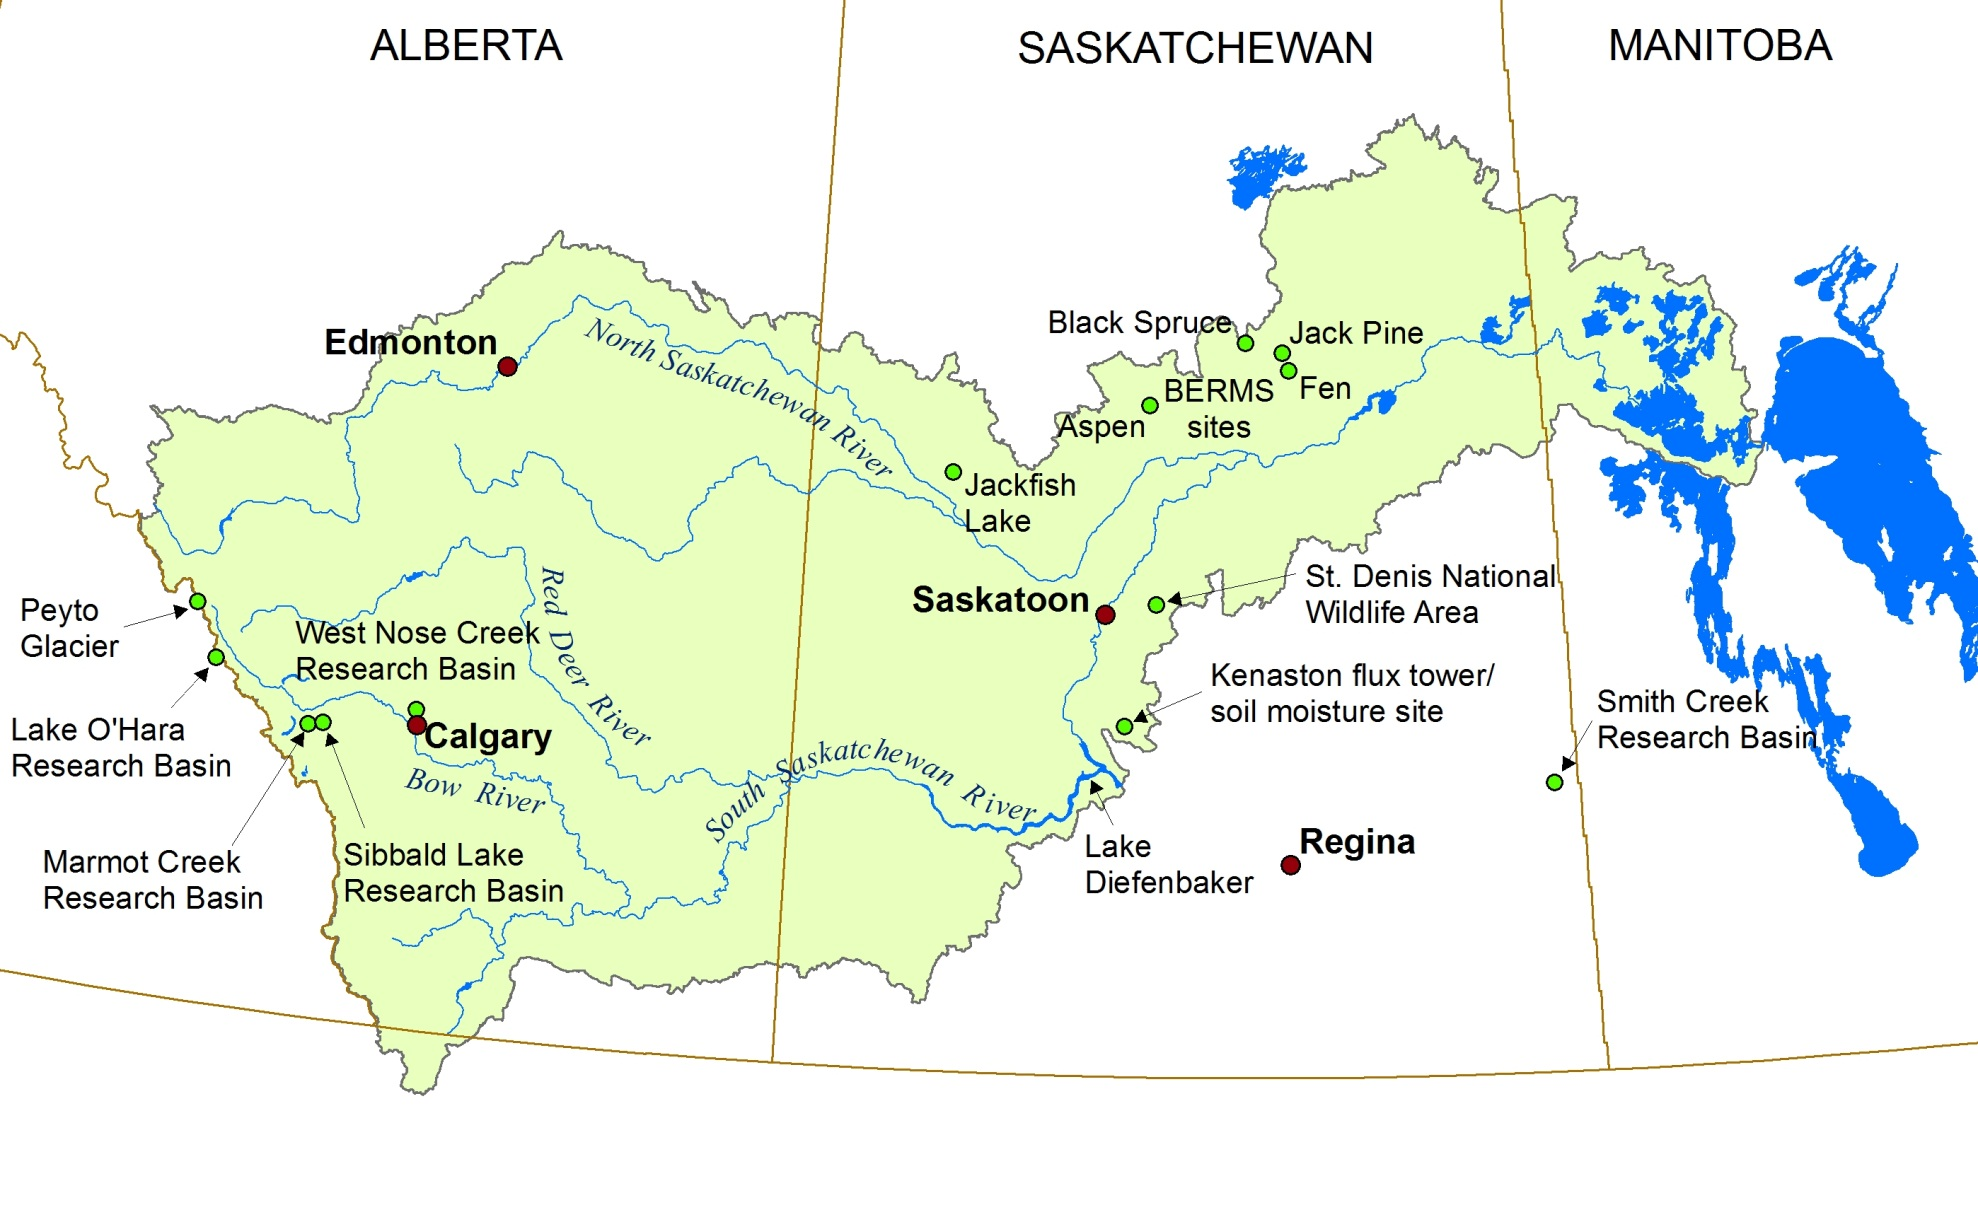 ALBERTA
SASKATCHEWAN
MANITOBA
Edmonton
North Saskatchewan River
Black Spruce
Jack Pine
BERMS
sites
Fen
Aspen
Jackfish
Lake
Peyto
Glacier
Red Deer River
Saskatoon
St. Denis National
Wildlife Area
West Nose Creek
Research Basin
Kenaston flux tower/
soil moisture site
Lake O'Hara
Research Basin
Calgary
Bow River
South Saskatchewan River
Smith Creek
Research Basin
Marmot Creek
Research Basin
Sibbald Lake
Research Basin
Lake
Diefenbaker
Regina